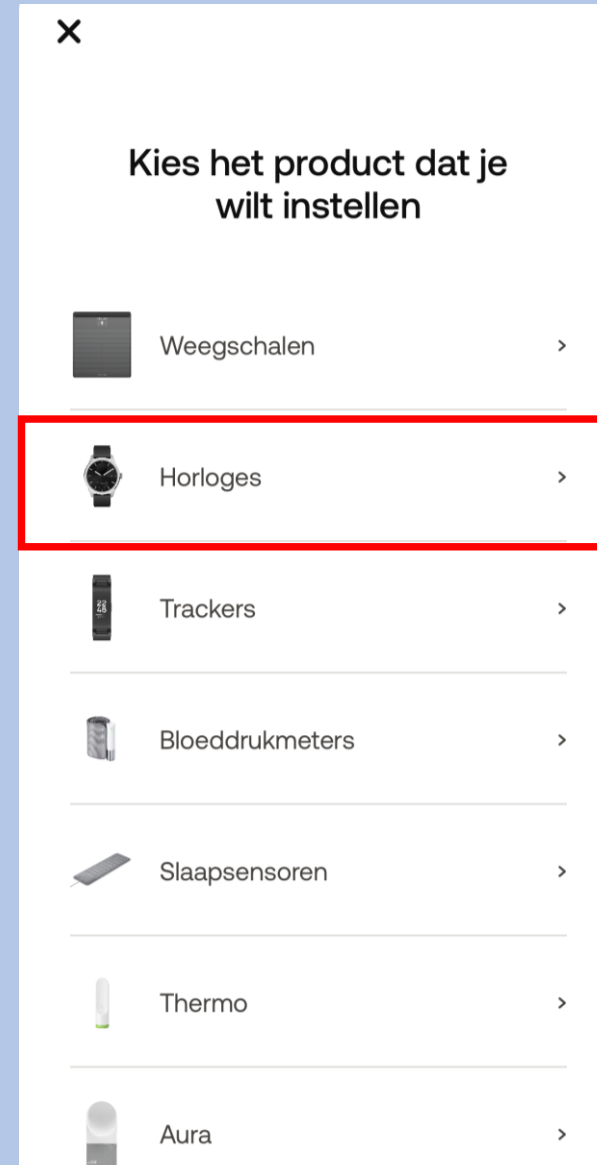 Kies het product dat je
wilt instellen
Weegschalen
Horloges
Trackers
Bloeddrukmeters
Slaapsensoren
Thermo
Aura